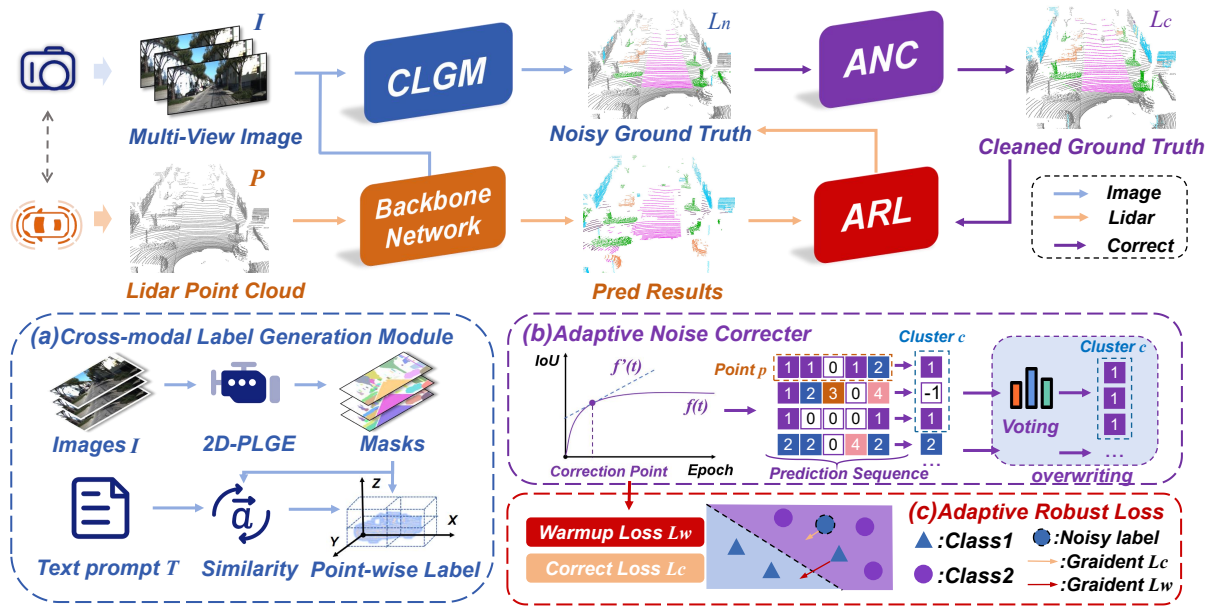 I
Ln
Lc
CLGM
ANC
Multi-View Image
Noisy Ground Truth
Cleaned Ground Truth
P
Backbone
Network
ARL
Image
Lidar
Correct
Lidar Point Cloud
Pred Results
(a)Cross-modal Label Generation Module
Images I
2D-PLGE
Masks
Text prompt T
a
Similarity
Z
X
Y
Point-wise Label
(b)Adaptive Noise Correcter
IoU
f'(t)
f(t)
Correction Point
Epoch
Point p
Cluster c
1 1 0 1 2 1
1 2 3 0 4 -1
1 0 0 0 1 1
2 2 0 4 2 2
Prediction Sequence
...
Voting
Cluster c
1
1
1
...
overwriting
(c)Adaptive Robust Loss
Warmup Loss Lw
Correct Loss Lc
:Class1
:Class2
:Noisy label
:Graident Lc
:Graident Lw